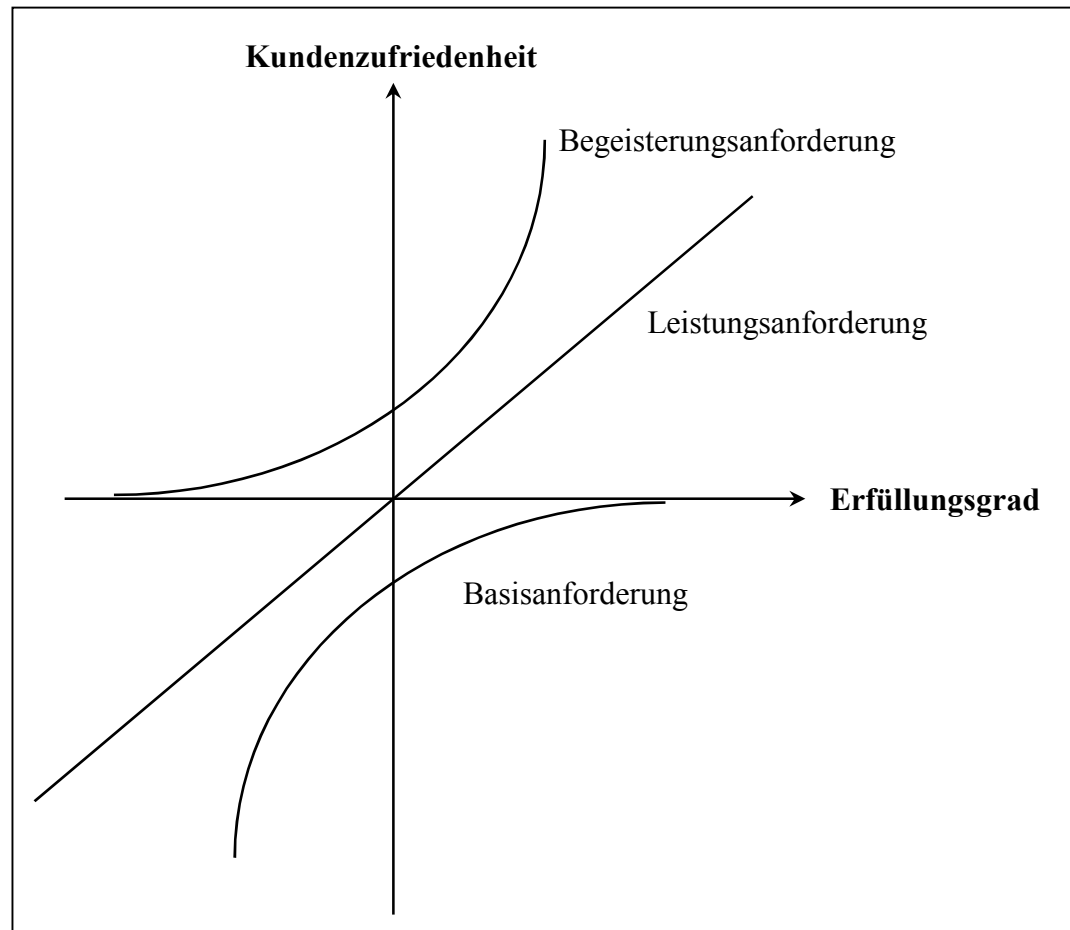 Kundenzufriedenheit
Begeisterungsanforderung
Leistungsanforderung
Erfüllungsgrad
Basisanforderung